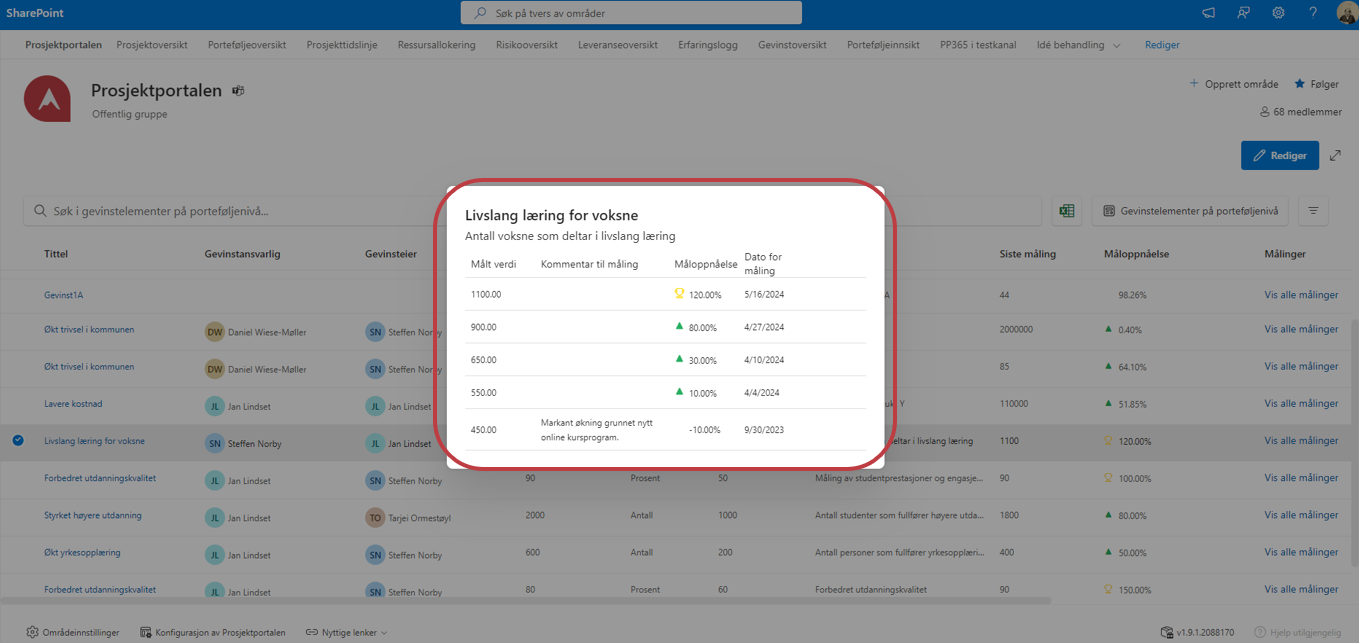 SharePoint
Søk på tvers av områder
Prosjektportalen Prosjektoversikt Porteføljeoversikt Prosjekttidslinje Ressursallokering Risikooversikt Leveranseoversikt Erfaringslogg Gevinstoversikt Porteføljeinnsikt PP365 i testkanal Idé behandling Rediger
Prosjektportalen
Offentlig gruppe
Opprett område Følger
68 medlemmer
Rediger
Søk i gevinstelementer på porteføljenivå...
Gevinstelementer på porteføljenivå
Tittel Gevinstansvarlig Gevinsteier Siste måling Måloppnåelse Målinger
Gevinst1A A 44 98.26% Vis alle målinger
Økt trivsel i kommunen DW Daniel Wiese-Møller SN Steffen Norby 2000000 0.40% Vis alle målinger
Økt trivsel i kommunen DW Daniel Wiese-Møller SN Steffen Norby 85 64.10% Vis alle målinger
Lavere kostnad JL Jan Lindset JL Jan Lindset Y 110000 51.85% Vis alle målinger
Livslang læring for voksne SN Steffen Norby JL Jan Lindset deltar i livslang læring 1100 120.00% Vis alle målinger
Forbedret utdanningskvalitet JL Jan Lindset SN Steffen Norby 90 Prosent 50 Måling av studentprestasjoner og engasje... 90 100.00% Vis alle målinger
Styrket høyere utdanning JL Jan Lindset TO Tarjei Ormestøyl 2000 Antall 1000 Antall studenter som fullfører høyere utda... 1800 80.00% Vis alle målinger
Økt yrkesopplæring JL Jan Lindset SN Steffen Norby 600 Antall 200 Antall personer som fullfører yrkesopplæri... 400 50.00% Vis alle målinger
Forbedret utdanningskvalitet JL Jan Lindset SN Steffen Norby 80 Prosent 60 Forbedret utdanningskvalitet 90 150.00% Vis alle målinger
Livslang læring for voksne
Antall voksne som deltar i livslang læring
Målt verdi Kommentar til måling Måloppnåelse Dato for
måling
1100.00 120.00% 5/16/2024
900.00 80.00% 4/27/2024
650.00 30.00% 4/10/2024
550.00 10.00% 4/4/2024
450.00 Markant økning grunnet nytt
online kursprogram. -10.00% 9/30/2023
Områdeinnstillinger Konfigurasjon av Prosjektportalen Nyttige lenker v1.9.1.2088170 Hjelp utilgjengelig